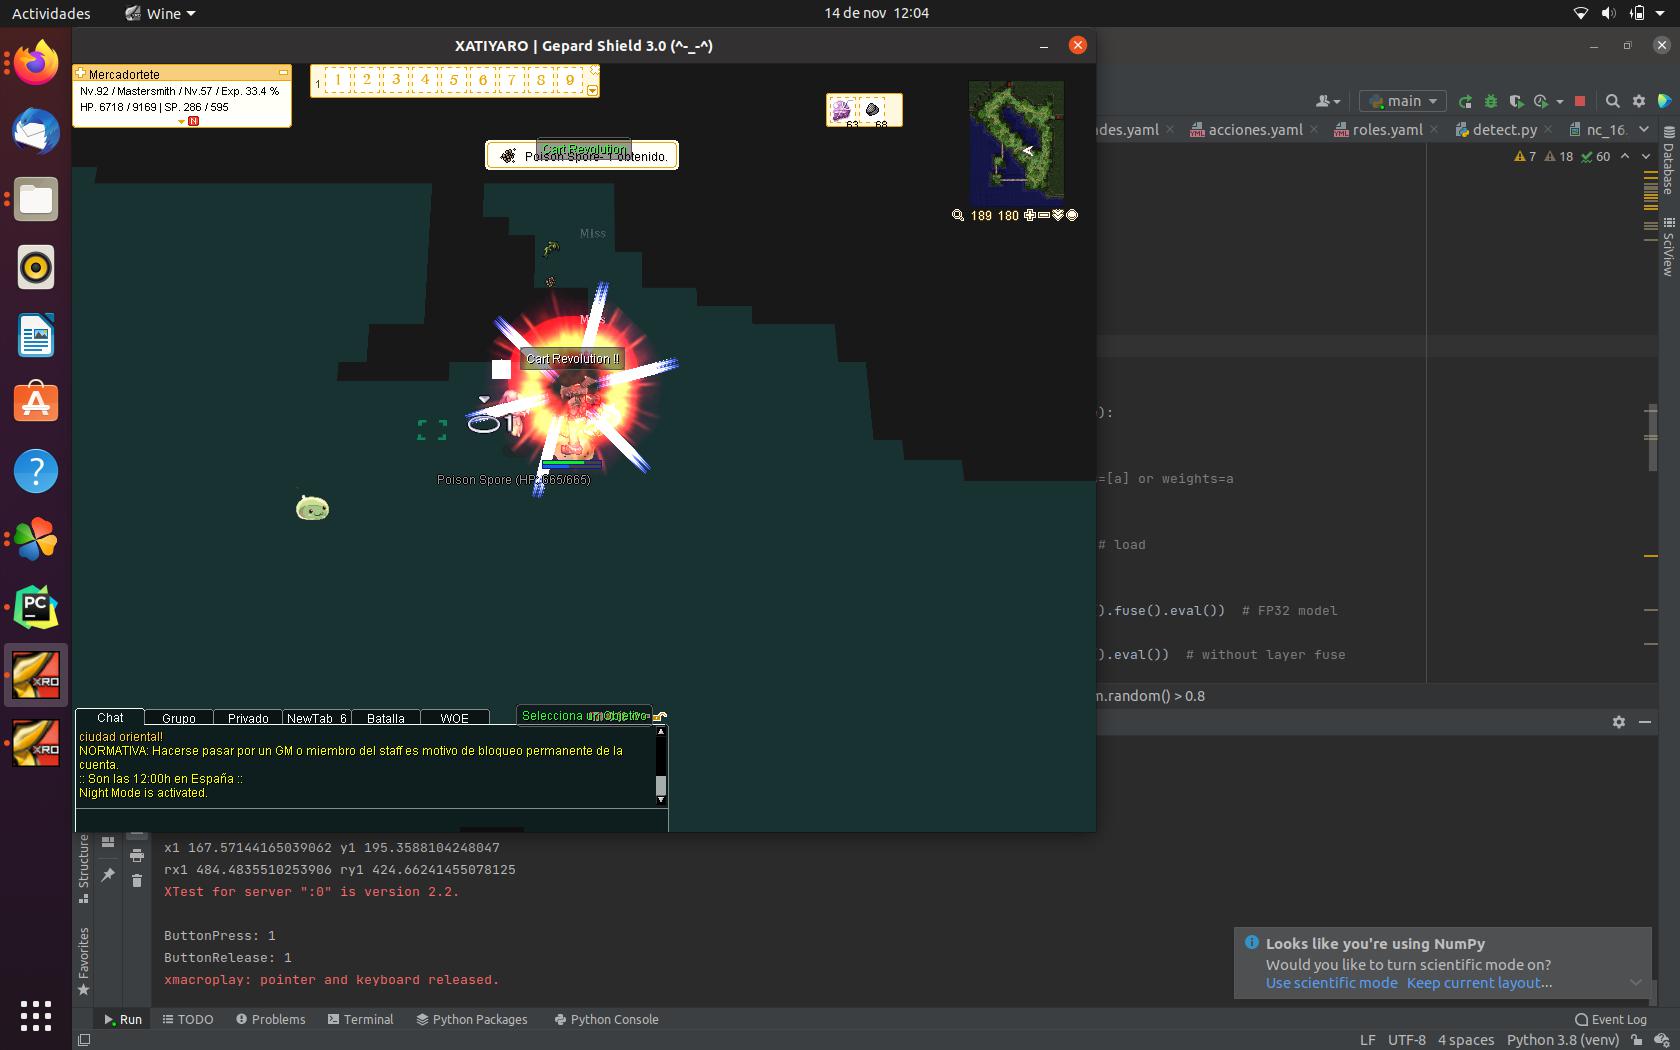 Actividades
Wine
14 de nov 12:04
XATIYARO | Gepard Shield 3.0 (^-_-^)
Mercadortete
Nv.92 / Mastersmith / Nv.57 / Exp. 33.4 %
HP. 6718 / 9169 | SP. 286 / 595
N
1 1 2 3 4 5 6 7 8 9
63 68
189 180
Cart Revolution
Poison Spore- 1 obtenido.
Miss
Miss
Cart Revolution !!
1
Poison Spore (HP: 665/665)
Chat
Grupo
Privado
NewTab_6
Batalla
WOE
Selecciona un objetivo
ciudad oriental!
NORMATIVA: Hacerse pasar por un GM o miembro del staff es motivo de bloqueo permanente de la
cuenta.
:: Son las 12:00h en España ::
Night Mode is activated.
PC
XRO
XRO
main
des.yaml
acciones.yaml
roles.yaml
detect.py
nc_16.
7 18 60
Database
SciView
):
=[a] or weights=a
# load
).fuse().eval()) # FP32 model
).eval()) # without layer fuse
m.random() > 0.8
Structure
Favorites
x1 167.57144165039062 y1 195.3588104248047
rx1 484.4835510253906 ry1 424.66241455078125
XTest for server ":0" is version 2.2.
ButtonPress: 1
ButtonRelease: 1
xmacroplay: pointer and keyboard released.
Looks like you're using NumPy
Would you like to turn scientific mode on?
Use scientific mode Keep current layout...
Run
TODO
Problems
Terminal
Python Packages
Python Console
Event Log
LF UTF-8 4 spaces Python 3.8 (venv)